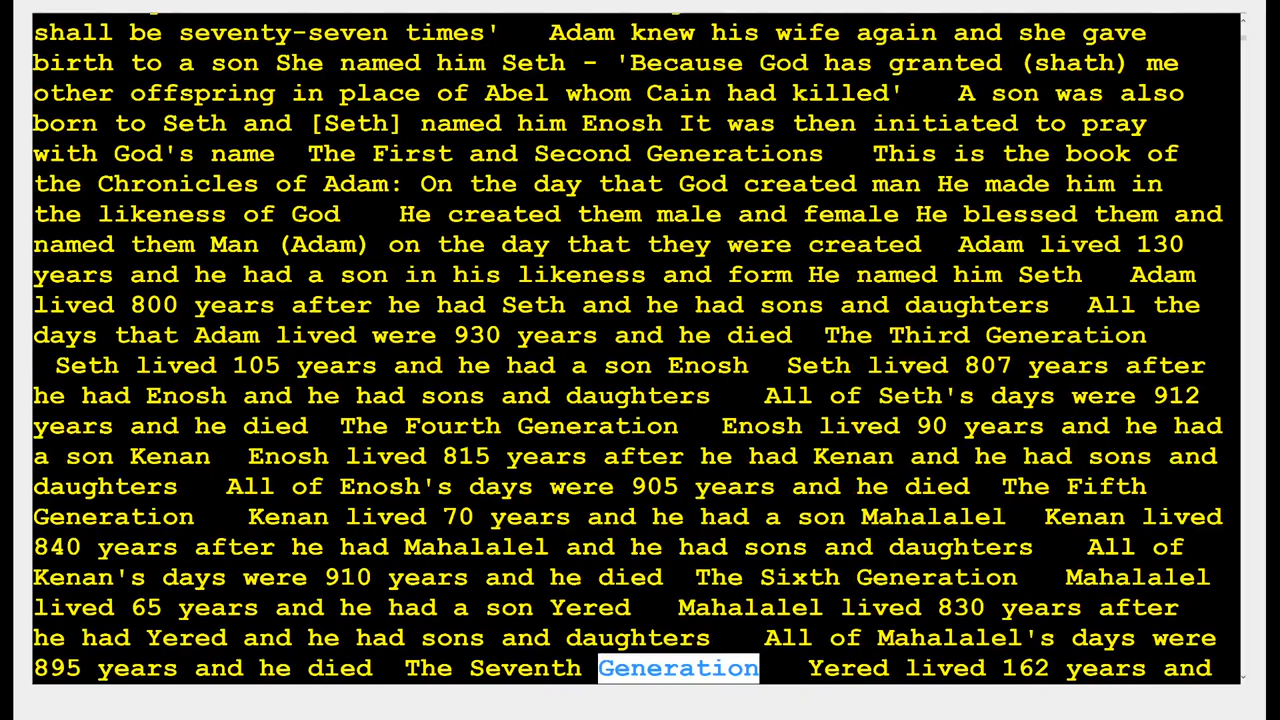 shall be seventy-seven times' Adam knew his wife again and she gave
birth to a son She named him Seth - 'Because God has granted (shath) me
other offspring in place of Abel whom Cain had killed' A son was also
born to Seth and [Seth] named him Enosh It was then initiated to pray
with God's name The First and Second Generations This is the book of
the Chronicles of Adam: On the day that God created man He made him in
the likeness of God He created them male and female He blessed them and
named them Man (Adam) on the day that they were created Adam lived 130
years and he had a son in his likeness and form He named him Seth Adam
lived 800 years after he had Seth and he had sons and daughters All the
days that Adam lived were 930 years and he died The Third Generation
Seth lived 105 years and he had a son Enosh Seth lived 807 years after
he had Enosh and he had sons and daughters All of Seth's days were 912
years and he died The Fourth Generation Enosh lived 90 years and he had
a son Kenan Enosh lived 815 years after he had Kenan and he had sons and
daughters All of Enosh's days were 905 years and he died The Fifth
Generation Kenan lived 70 years and he had a son Mahalalel Kenan lived
840 years after he had Mahalalel and he had sons and daughters All of
Kenan's days were 910 years and he died The Sixth Generation Mahalalel
lived 65 years and he had a son Yered Mahalalel lived 830 years after
he had Yered and he had sons and daughters All of Mahalalel's days were
895 years and he died The Seventh Generation Yered lived 162 years and